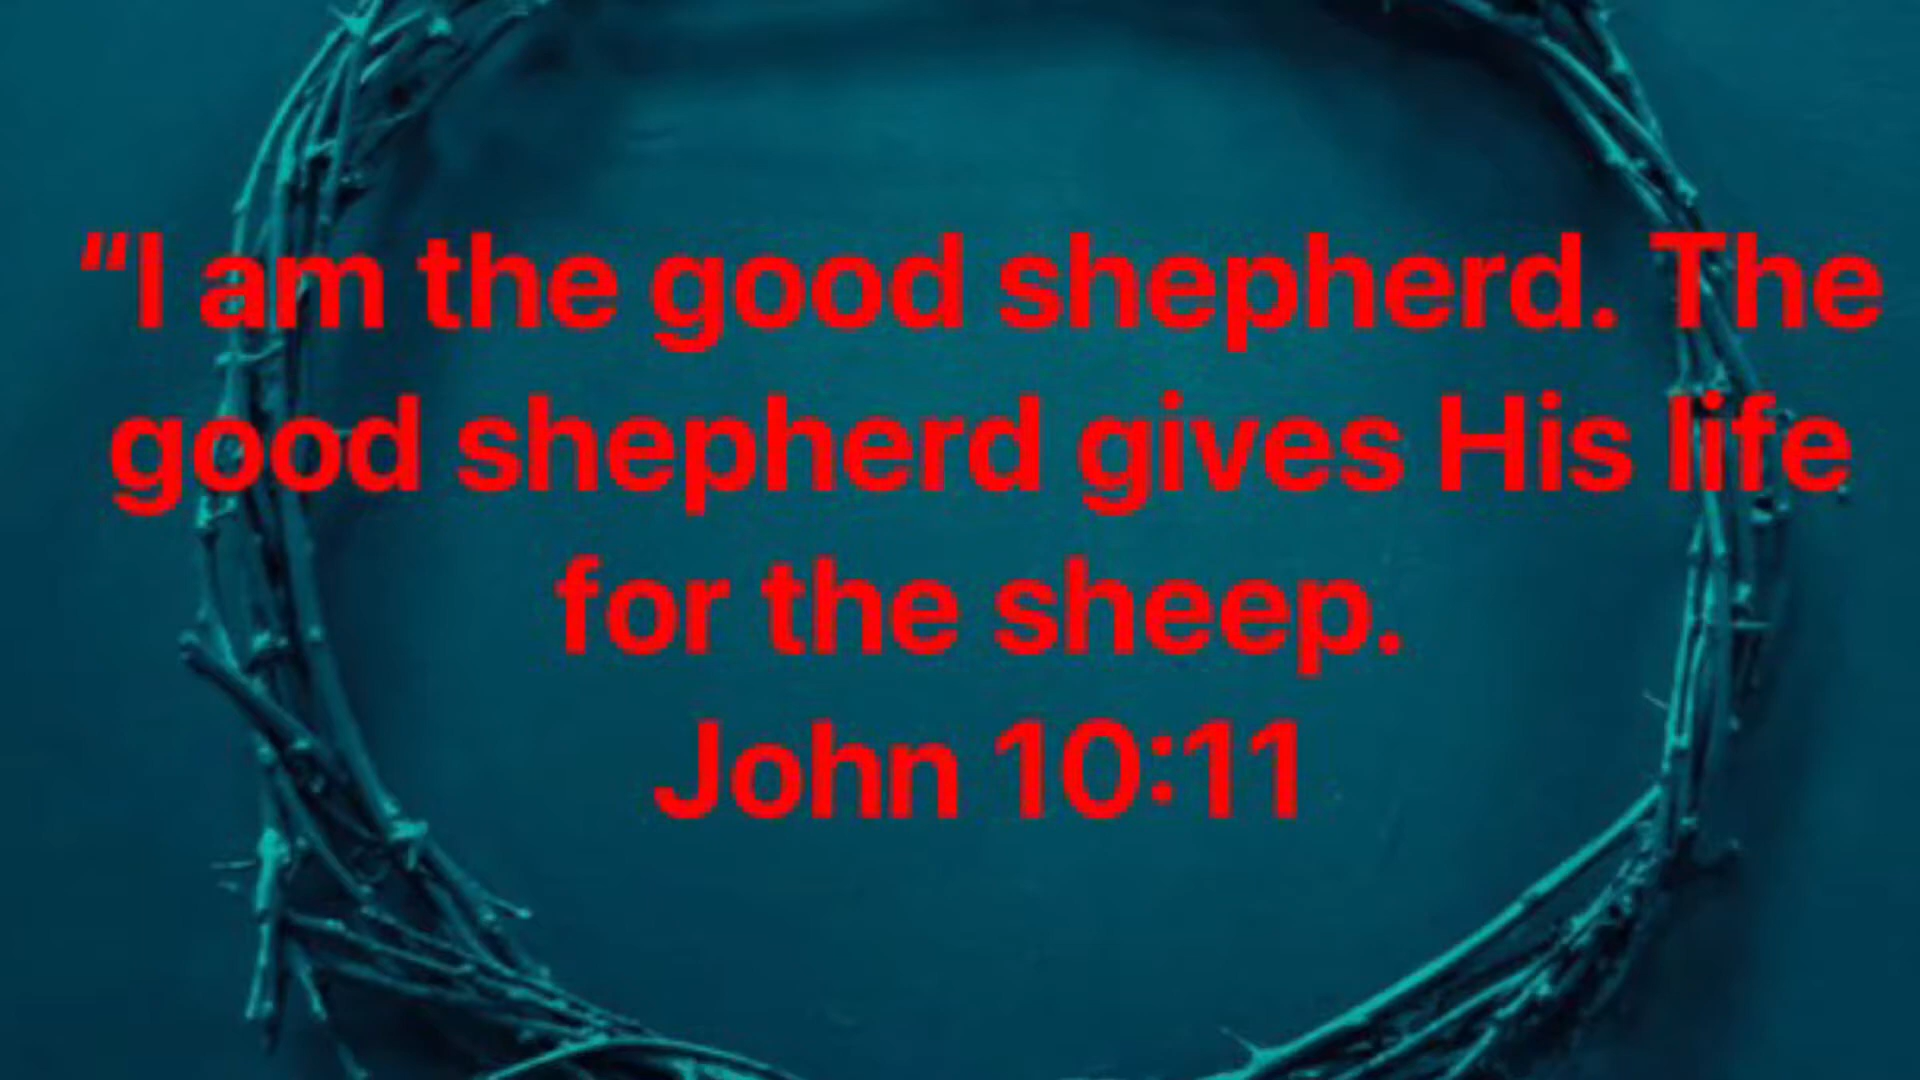 “I am the good shepherd. The
good shepherd gives His life
for the sheep.
John 10:11